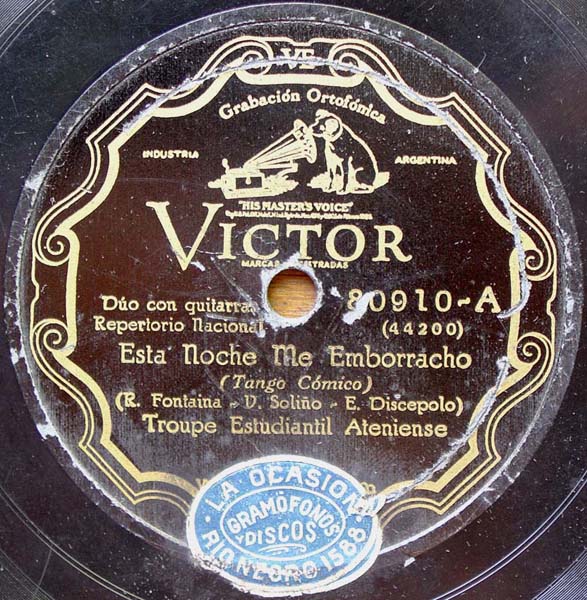 VE
Grabación Ortofónica
INDUSTRIA ARGENTINA
"HIS MASTER'S VOICE"
VICTOR
MARCAS REGISTRADAS
Dúo con guitarras 80910-A
Repertorio Nacional (44200)
Esta Noche Me Emborracho
(Tango Cómico)
(R. Fontaina - V. Soliño - E. Discepolo)
Troupe Estudiantil Ateniense
LA OCASION
GRAMÓFONOS
Y DISCOS
RIO NEGRO 1588